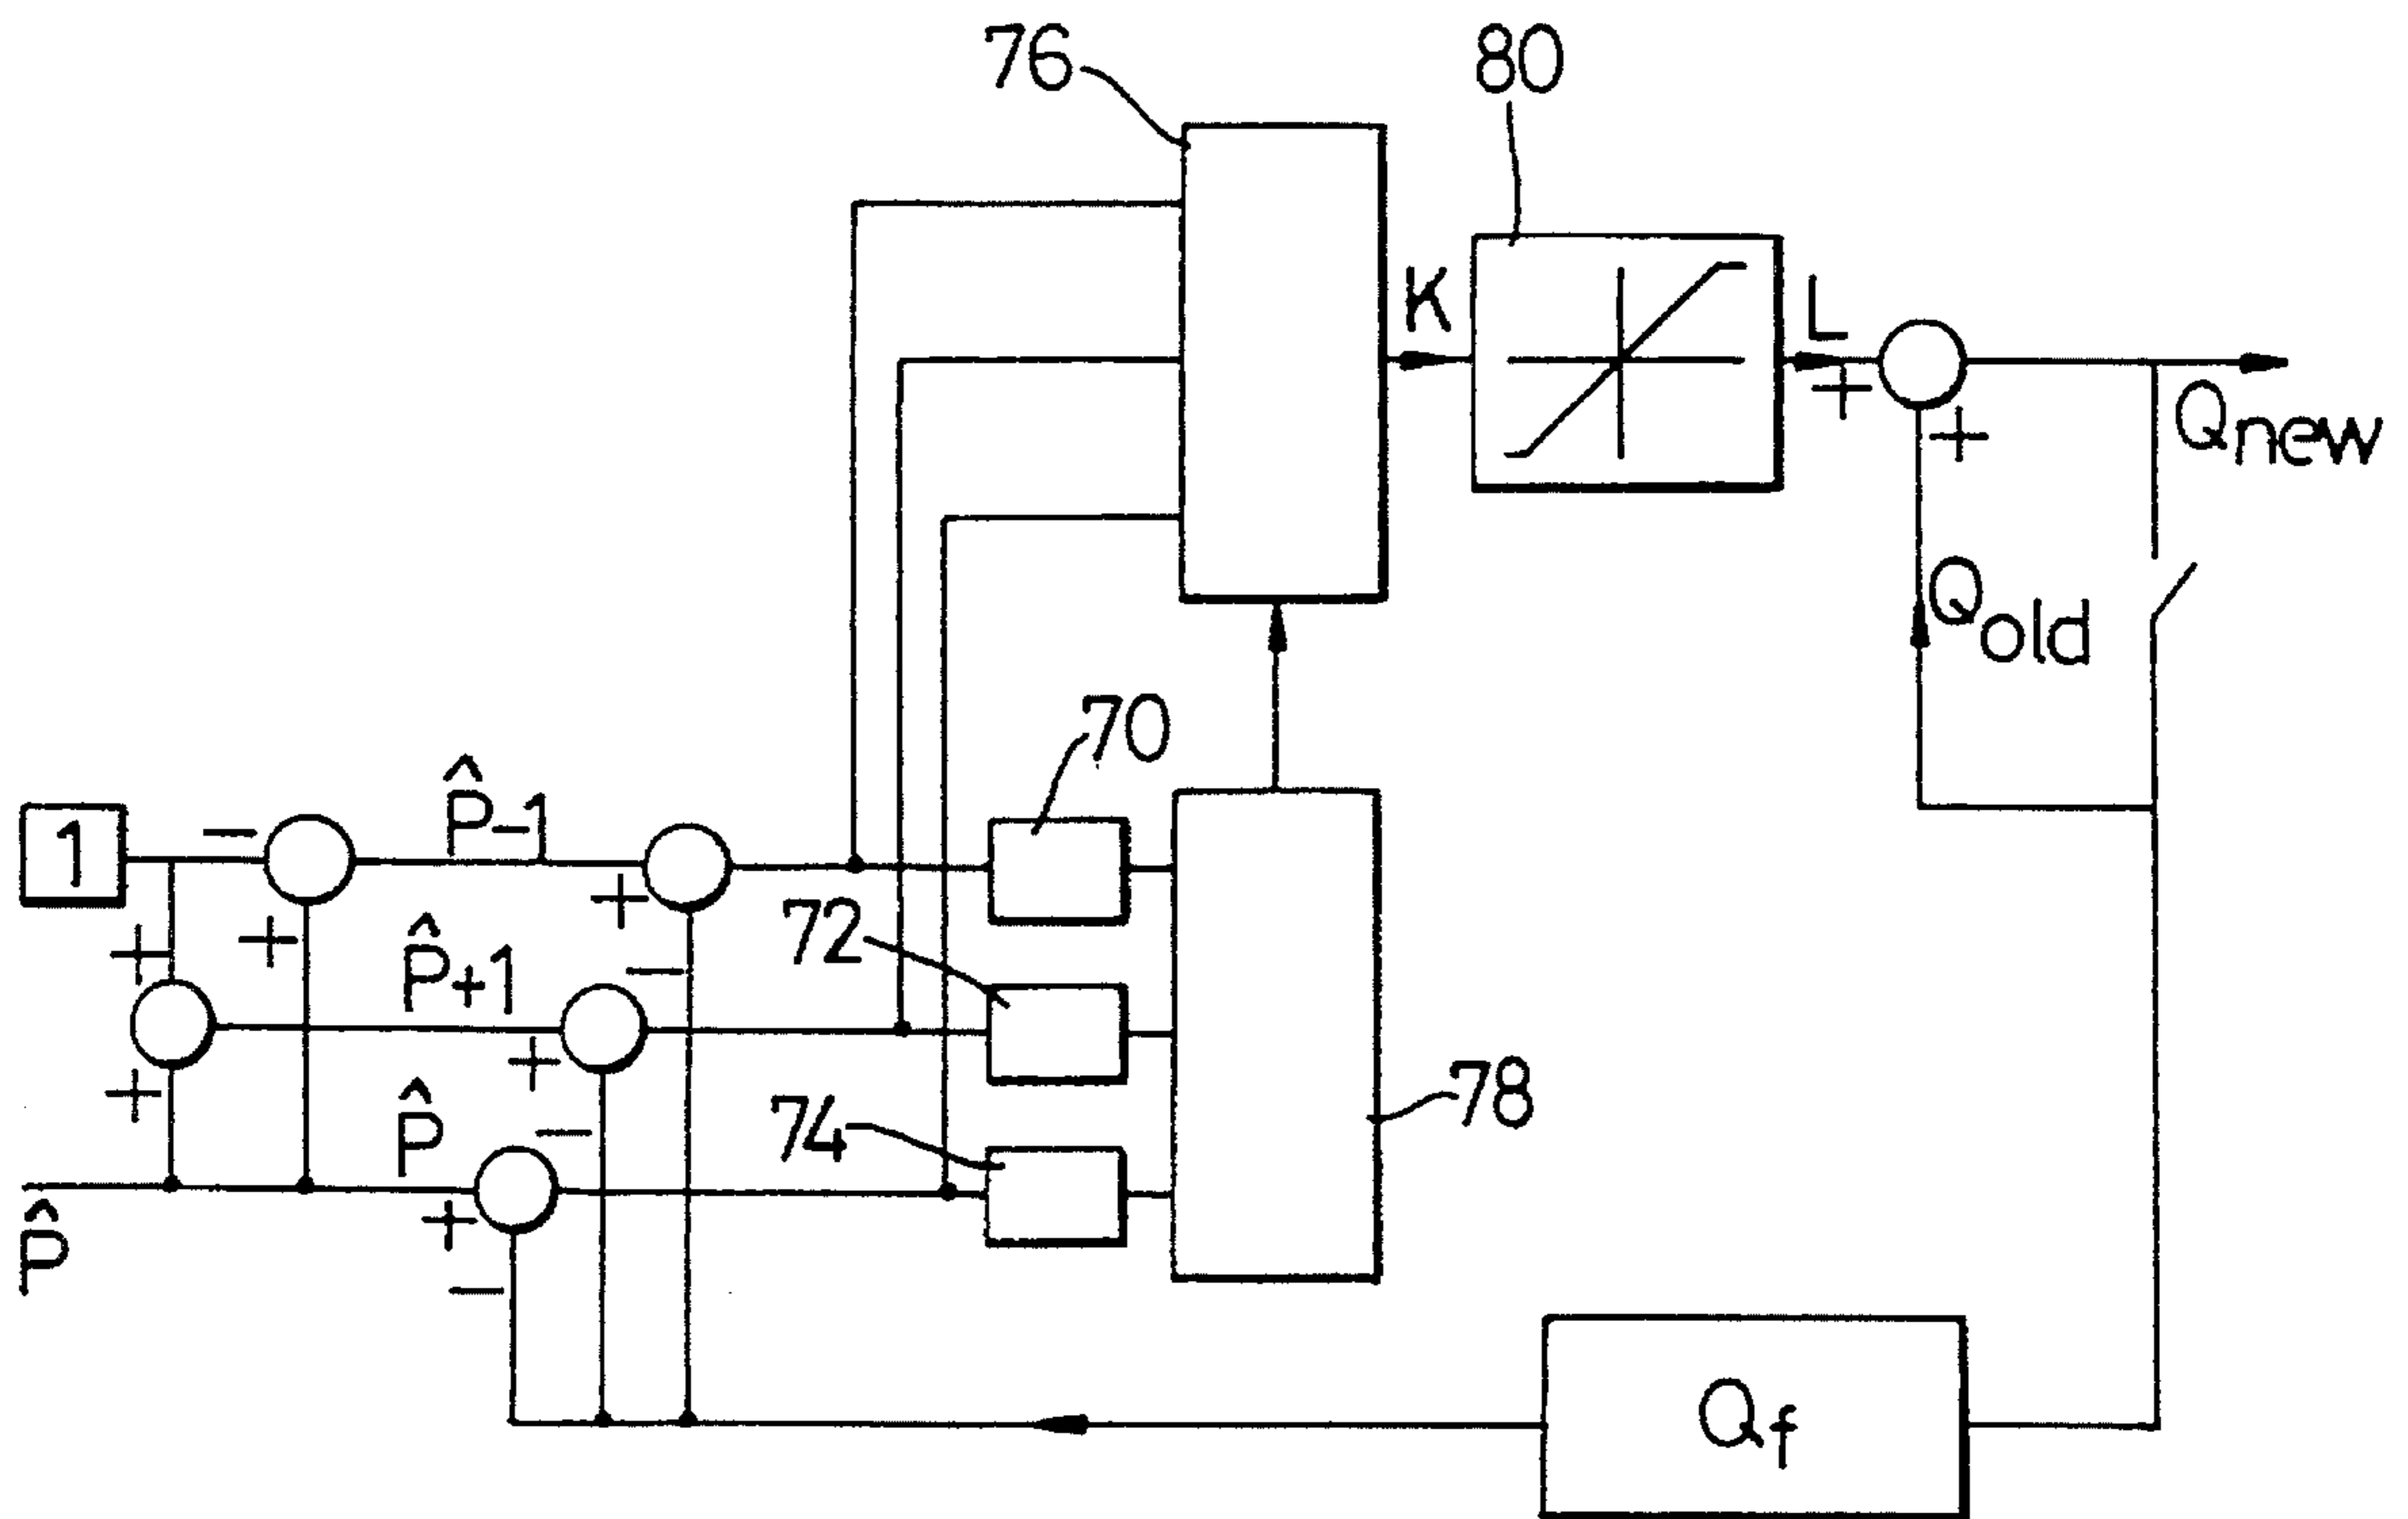 76
80
K
L
+
+
Qnew
Qold
70
1
−
P̂-1
+
+
+
72
P̂+1
−
+
+
74
P̂
−
78
P̂
+
−
Qf